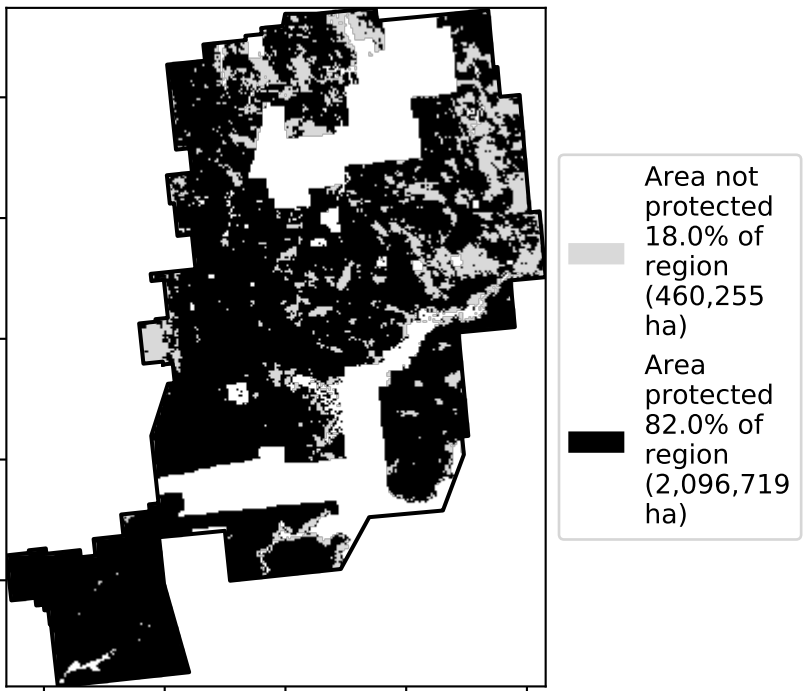 Area not
protected
18.0% of
region
(460,255
ha)
Area
protected
82.0% of
region
(2,096,719
ha)